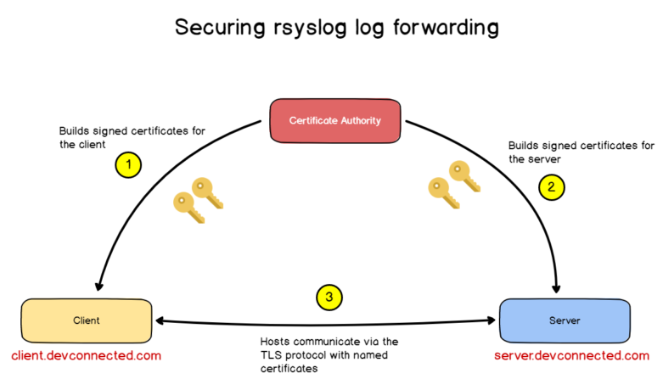 Securing rsyslog log forwarding
Certificate Authority
Builds signed certificates for
the client
1
Builds signed certificates for
the server
2
3
Client
Server
client.devconnected.com
server.devconnected.com
Hosts communicate via the
TLS protocol with named
certificates